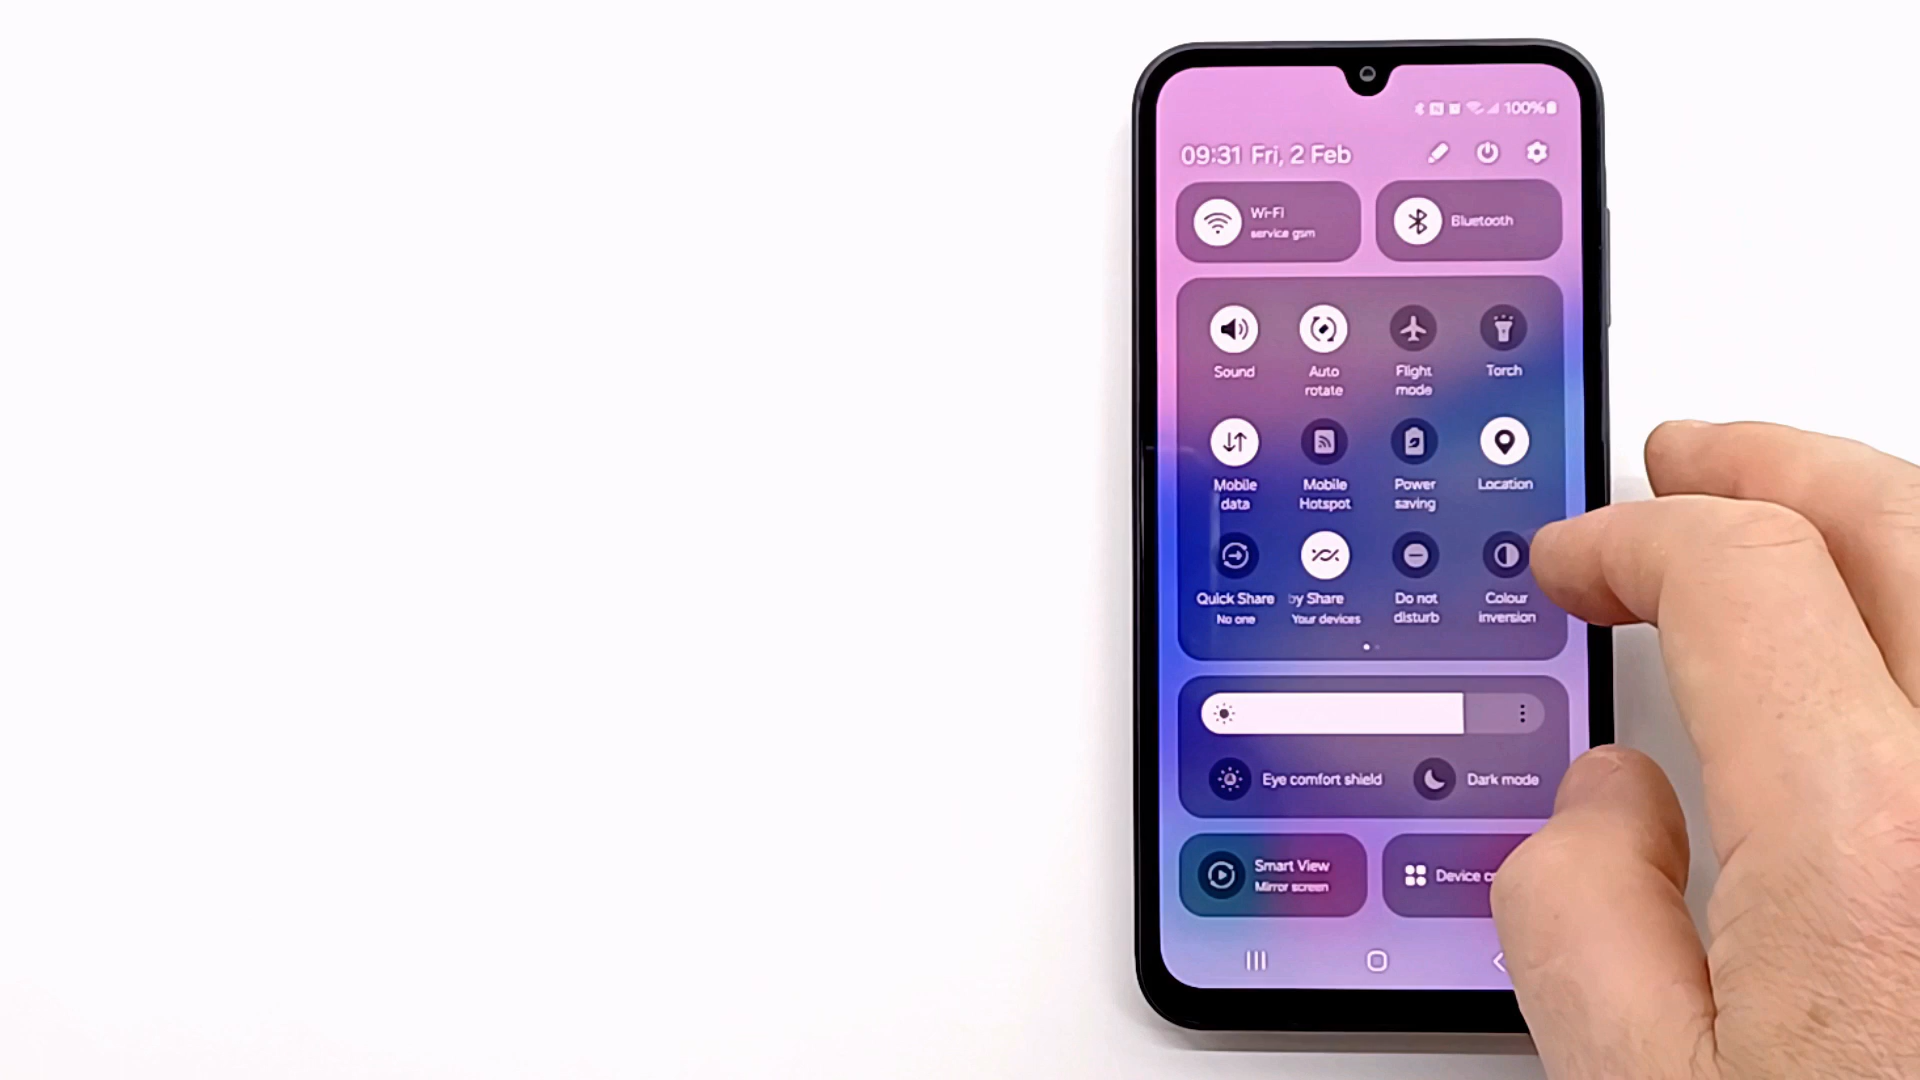 100%
09:31 Fri, 2 Feb
Wi-Fi
service gsm
Bluetooth
Sound
Auto
rotate
Flight
mode
Torch
Mobile
data
Mobile
Hotspot
Power
saving
Location
Quick Share
No one
by Share
Your devices
Do not
disturb
Colour
inversion
Eye comfort shield
Dark mode
Smart View
Mirror screen
Device